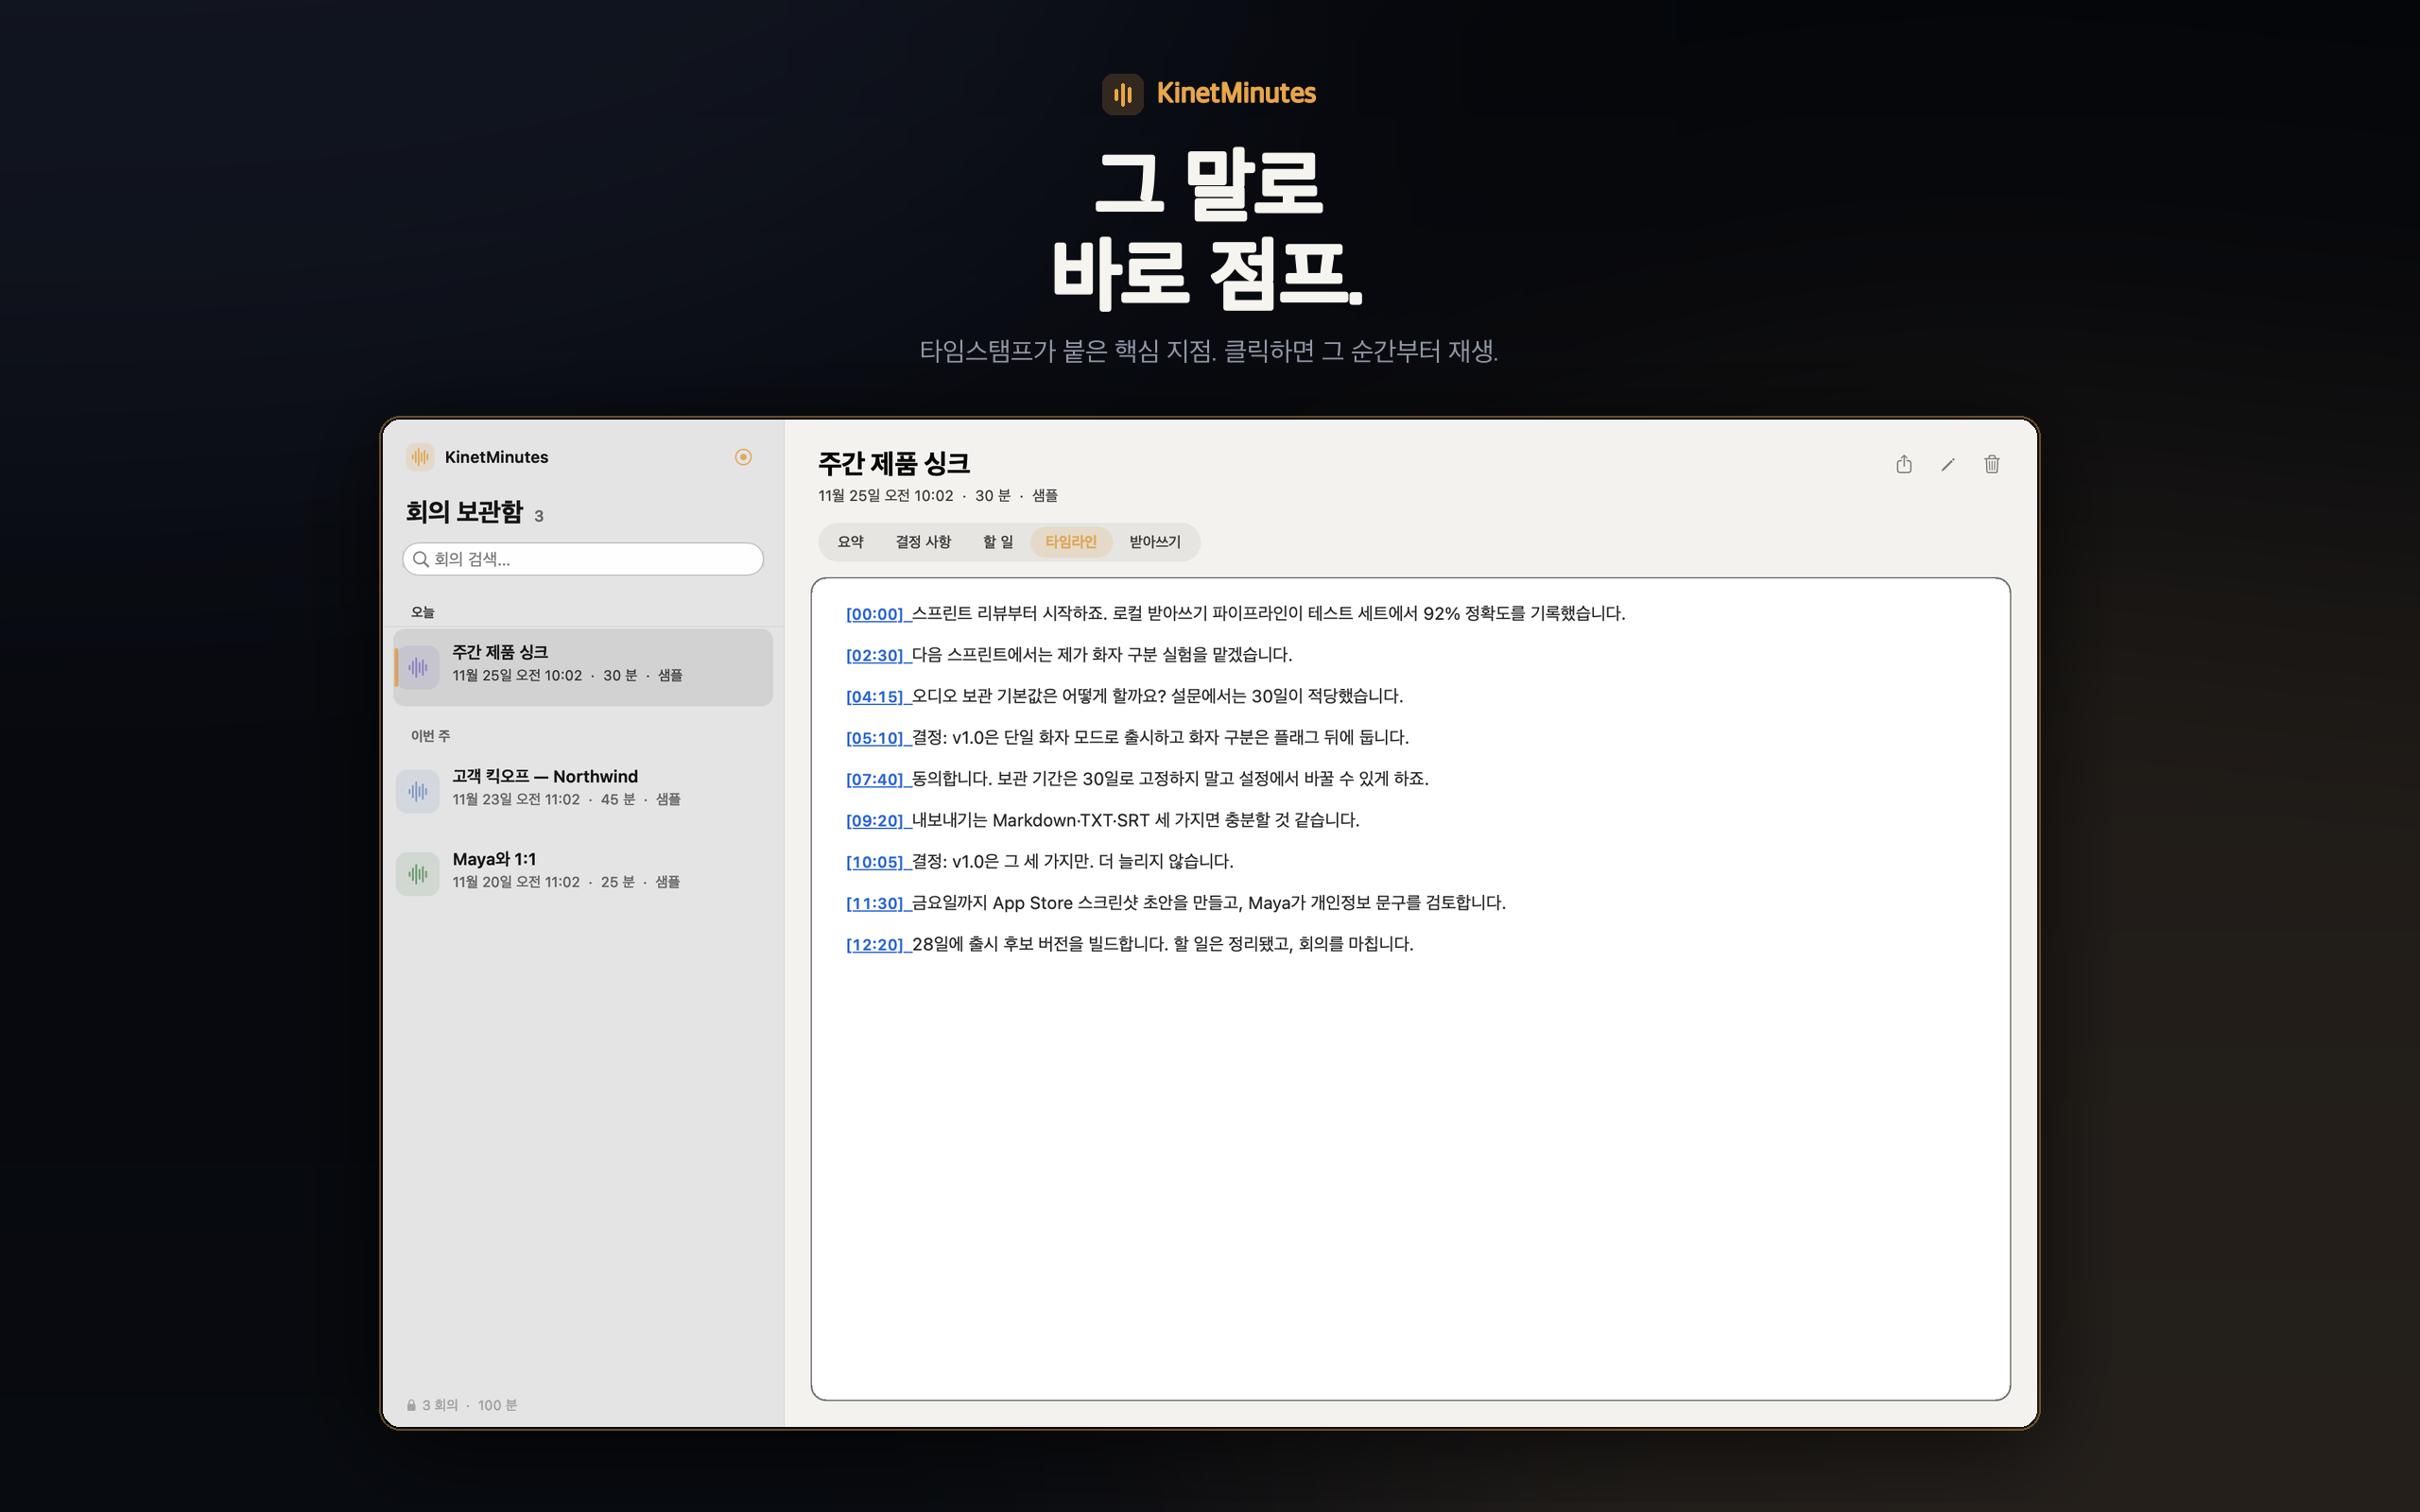 KinetMinutes
그 말로
바로 점프.
타임스탬프가 붙은 핵심 지점. 클릭하면 그 순간부터 재생.
KinetMinutes
회의 보관함 3
회의 검색...
오늘
주간 제품 싱크
11월 25일 오전 10:02 · 30 분 · 샘플
이번 주
고객 킥오프 — Northwind
11월 23일 오전 11:02 · 45 분 · 샘플
Maya와 1:1
11월 20일 오전 11:02 · 25 분 · 샘플
3 회의 · 100 분
주간 제품 싱크
11월 25일 오전 10:02 · 30 분 · 샘플
요약 결정 사항 할 일 타임라인 받아쓰기
[00:00] 스프린트 리뷰부터 시작하죠. 로컬 받아쓰기 파이프라인이 테스트 세트에서 92% 정확도를 기록했습니다.
[02:30] 다음 스프린트에서는 제가 화자 구분 실험을 맡겠습니다.
[04:15] 오디오 보관 기본값은 어떻게 할까요? 설문에서는 30일이 적당했습니다.
[05:10] 결정: v1.0은 단일 화자 모드로 출시하고 화자 구분은 플래그 뒤에 둡니다.
[07:40] 동의합니다. 보관 기간은 30일로 고정하지 말고 설정에서 바꿀 수 있게 하죠.
[09:20] 내보내기는 Markdown·TXT·SRT 세 가지면 충분할 것 같습니다.
[10:05] 결정: v1.0은 그 세 가지만. 더 늘리지 않습니다.
[11:30] 금요일까지 App Store 스크린샷 초안을 만들고, Maya가 개인정보 문구를 검토합니다.
[12:20] 28일에 출시 후보 버전을 빌드합니다. 할 일은 정리됐고, 회의를 마칩니다.